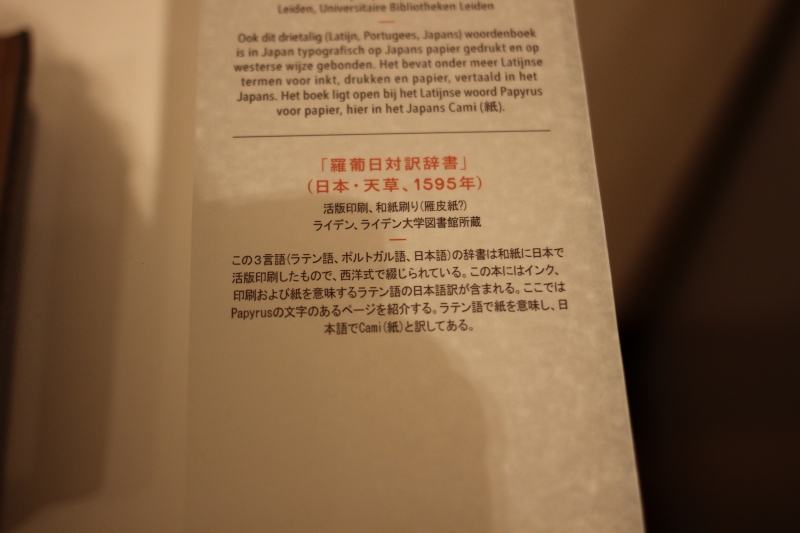 Leiden, Universitaire Bibliotheken Leiden
Ook dit drietalig (Latijn, Portugees, Japans) woordenboek
is in Japan typografisch op Japans papier gedrukt en op
westerse wijze gebonden. Het bevat onder meer Latijnse
termen voor inkt, drukken en papier, vertaald in het
Japans. Het boek ligt open bij het Latijnse woord Papyrus
voor papier, hier in het Japans Cami (紙).
「羅葡日対訳辞書」
(日本・天草、1595年)
活版印刷、和紙刷り(雁皮紙?)
ライデン、ライデン大学図書館所蔵
この3言語(ラテン語、ポルトガル語、日本語)の辞書は和紙に日本で
活版印刷したもので、西洋式で綴じられている。この本にはインク、
印刷および紙を意味するラテン語の日本語訳が含まれる。ここでは
Papyrusの文字のあるページを紹介する。ラテン語で紙を意味し、日
本語でCami(紙)と訳してある。